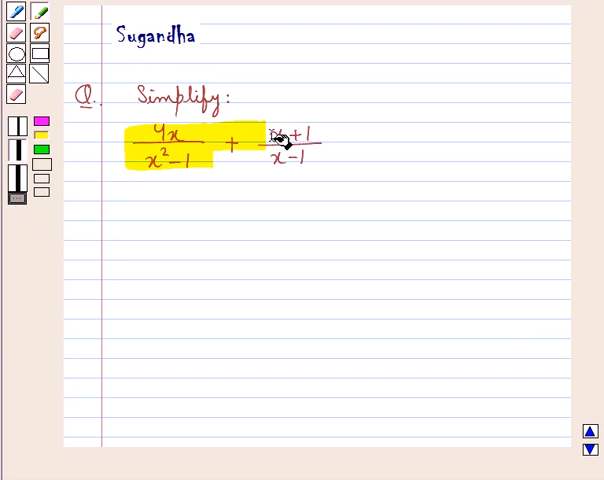 Sugandha
Q. Simplify:
4x/(x²-1) + (x+1)/(x-1)